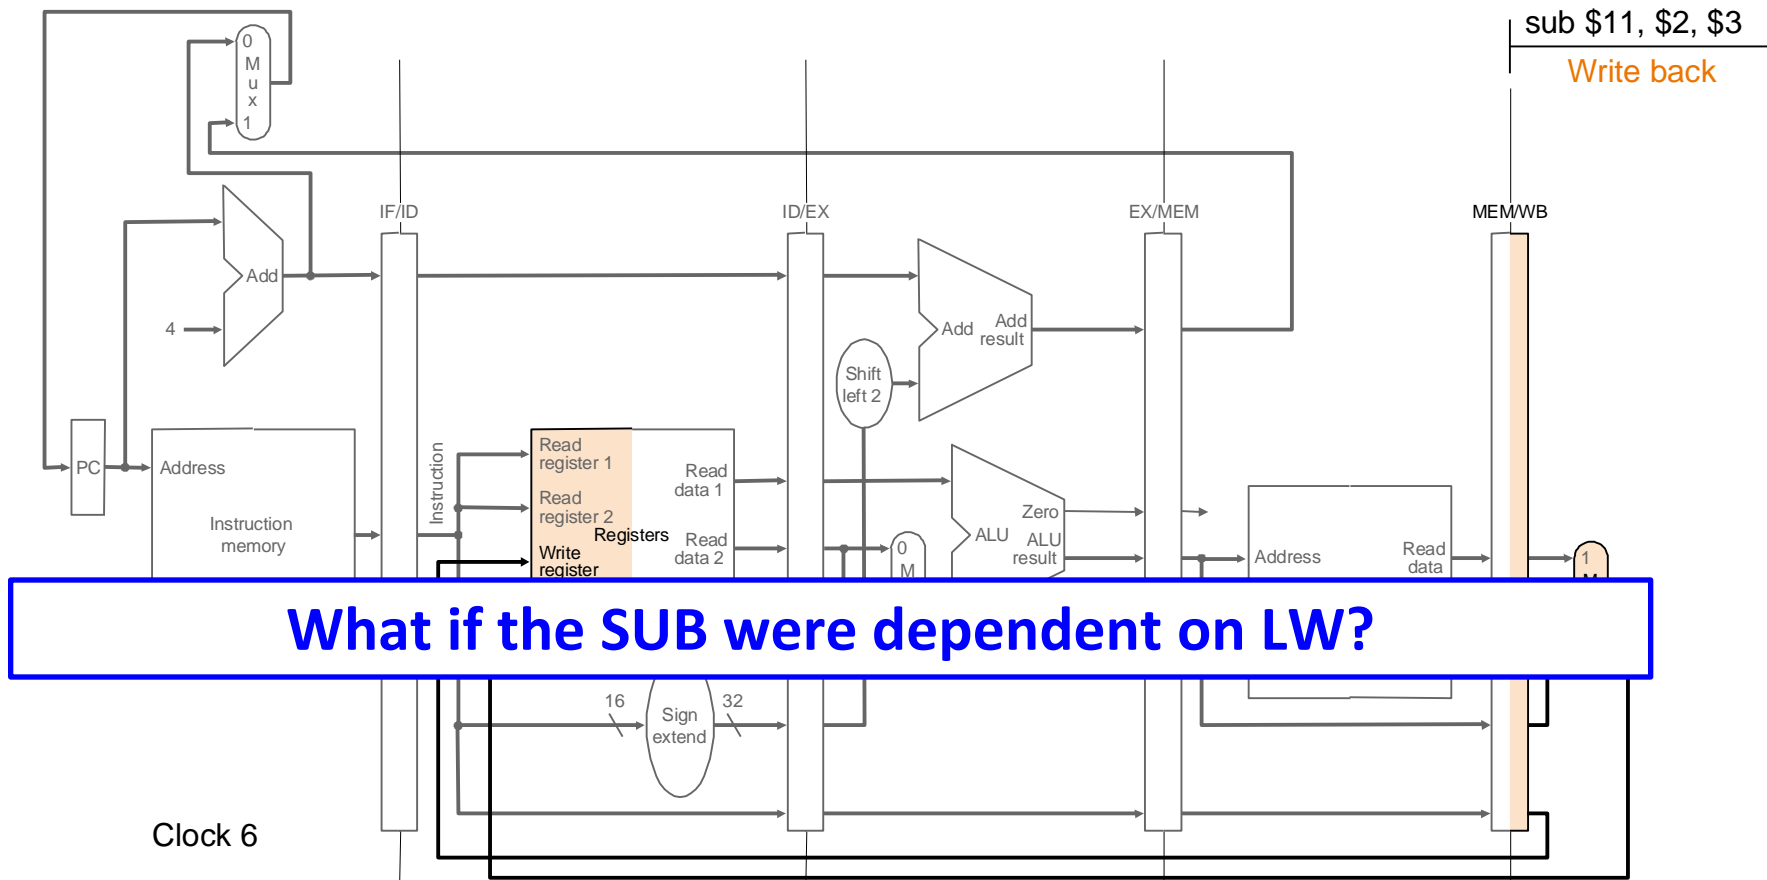 sub $11, $2, $3
Write back
0
M
u
x
1
IF/ID
ID/EX
EX/MEM
MEM/WB
Add
4
Add
Add
result
Shift
left 2
PC
Address
Instruction
memory
Instruction
Read
register 1
Read
register 2
Registers
Write
register
Read
data 1
Read
data 2
0
M
Zero
ALU
ALU
result
Address
Read
data
1
M
What if the SUB were dependent on LW?
16
Sign
extend
32
Clock 6